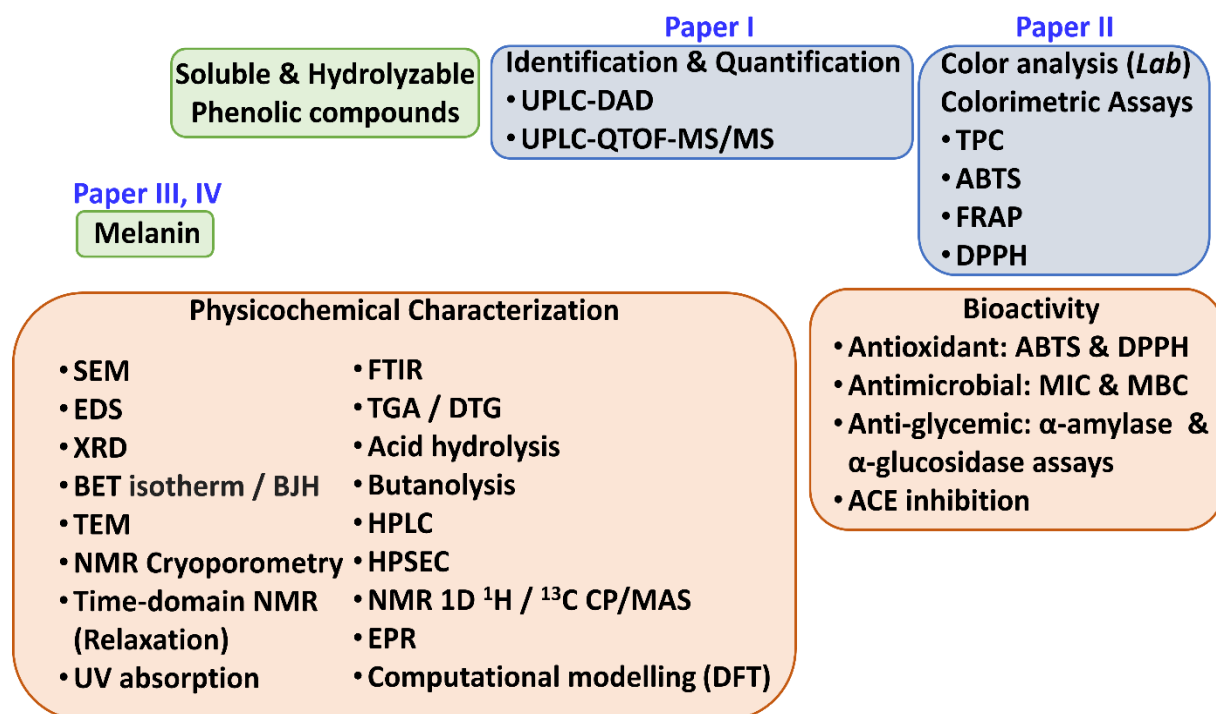 Paper I
Paper II
Soluble & Hydrolyzable
Phenolic compounds
Identification & Quantification
• UPLC-DAD
• UPLC-QTOF-MS/MS
Color analysis (Lab)
Colorimetric Assays
• TPC
• ABTS
• FRAP
• DPPH
Paper III, IV
Melanin
Physicochemical Characterization
• SEM
• EDS
• XRD
• BET isotherm / BJH
• TEM
• NMR Cryoporometry
• Time-domain NMR
(Relaxation)
• UV absorption
• FTIR
• TGA / DTG
• Acid hydrolysis
• Butanolysis
• HPLC
• HPSEC
• NMR 1D ¹H / ¹³C CP/MAS
• EPR
• Computational modelling (DFT)
Bioactivity
• Antioxidant: ABTS & DPPH
• Antimicrobial: MIC & MBC
• Anti-glycemic: α-amylase &
α-glucosidase assays
• ACE inhibition